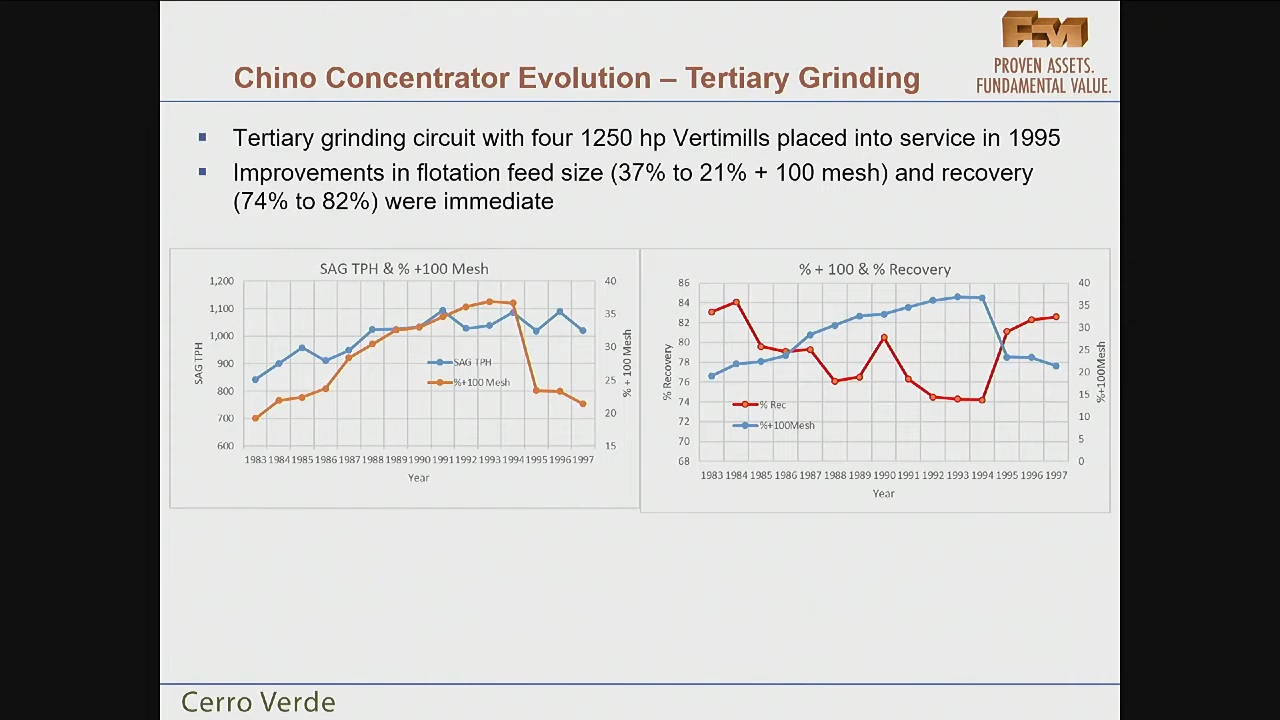 FM
PROVEN ASSETS.
FUNDAMENTAL VALUE.
Chino Concentrator Evolution – Tertiary Grinding
▪ Tertiary grinding circuit with four 1250 hp Vertimills placed into service in 1995
▪ Improvements in flotation feed size (37% to 21% + 100 mesh) and recovery
(74% to 82%) were immediate
SAG TPH & % +100 Mesh
1,200
1,100
1,000
900
800
700
600
SAG TPH
40
35
30
25
20
15
% + 100 Mesh
SAG TPH
%+100 Mesh
1983 1984 1985 1986 1987 1988 1989 1990 1991 1992 1993 1994 1995 1996 1997
Year
% + 100 & % Recovery
86
84
82
80
78
76
74
72
70
68
% Recovery
40
35
30
25
20
15
10
5
0
%+100Mesh
% Rec
%+100Mesh
1983 1984 1985 1986 1987 1988 1989 1990 1991 1992 1993 1994 1995 1996 1997
Year
Cerro Verde